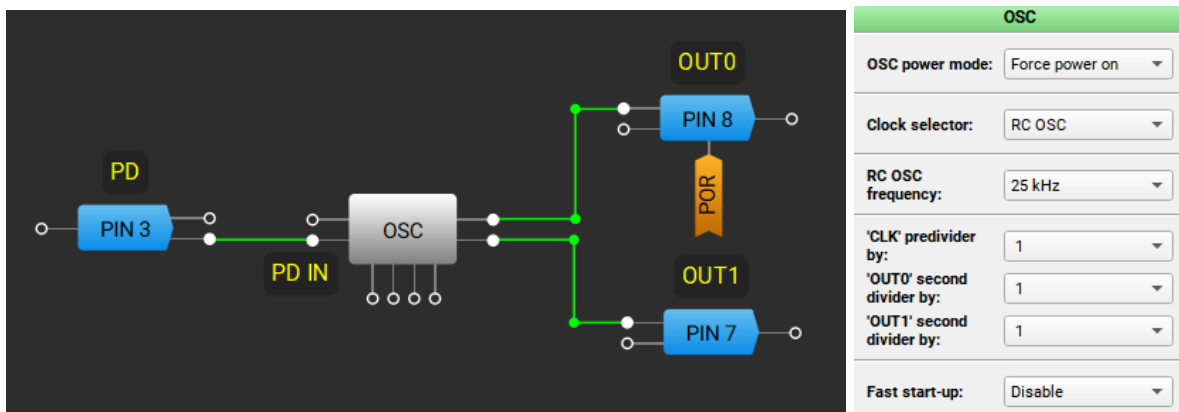 OUT0
PIN 8
POR
PD
PIN 3
OSC
PD IN
OUT1
PIN 7
OSC
OSC power mode: Force power on
Clock selector: RC OSC
RC OSC
frequency: 25 kHz
'CLK' predivider
by: 1
'OUT0' second
divider by: 1
'OUT1' second
divider by: 1
Fast start-up: Disable